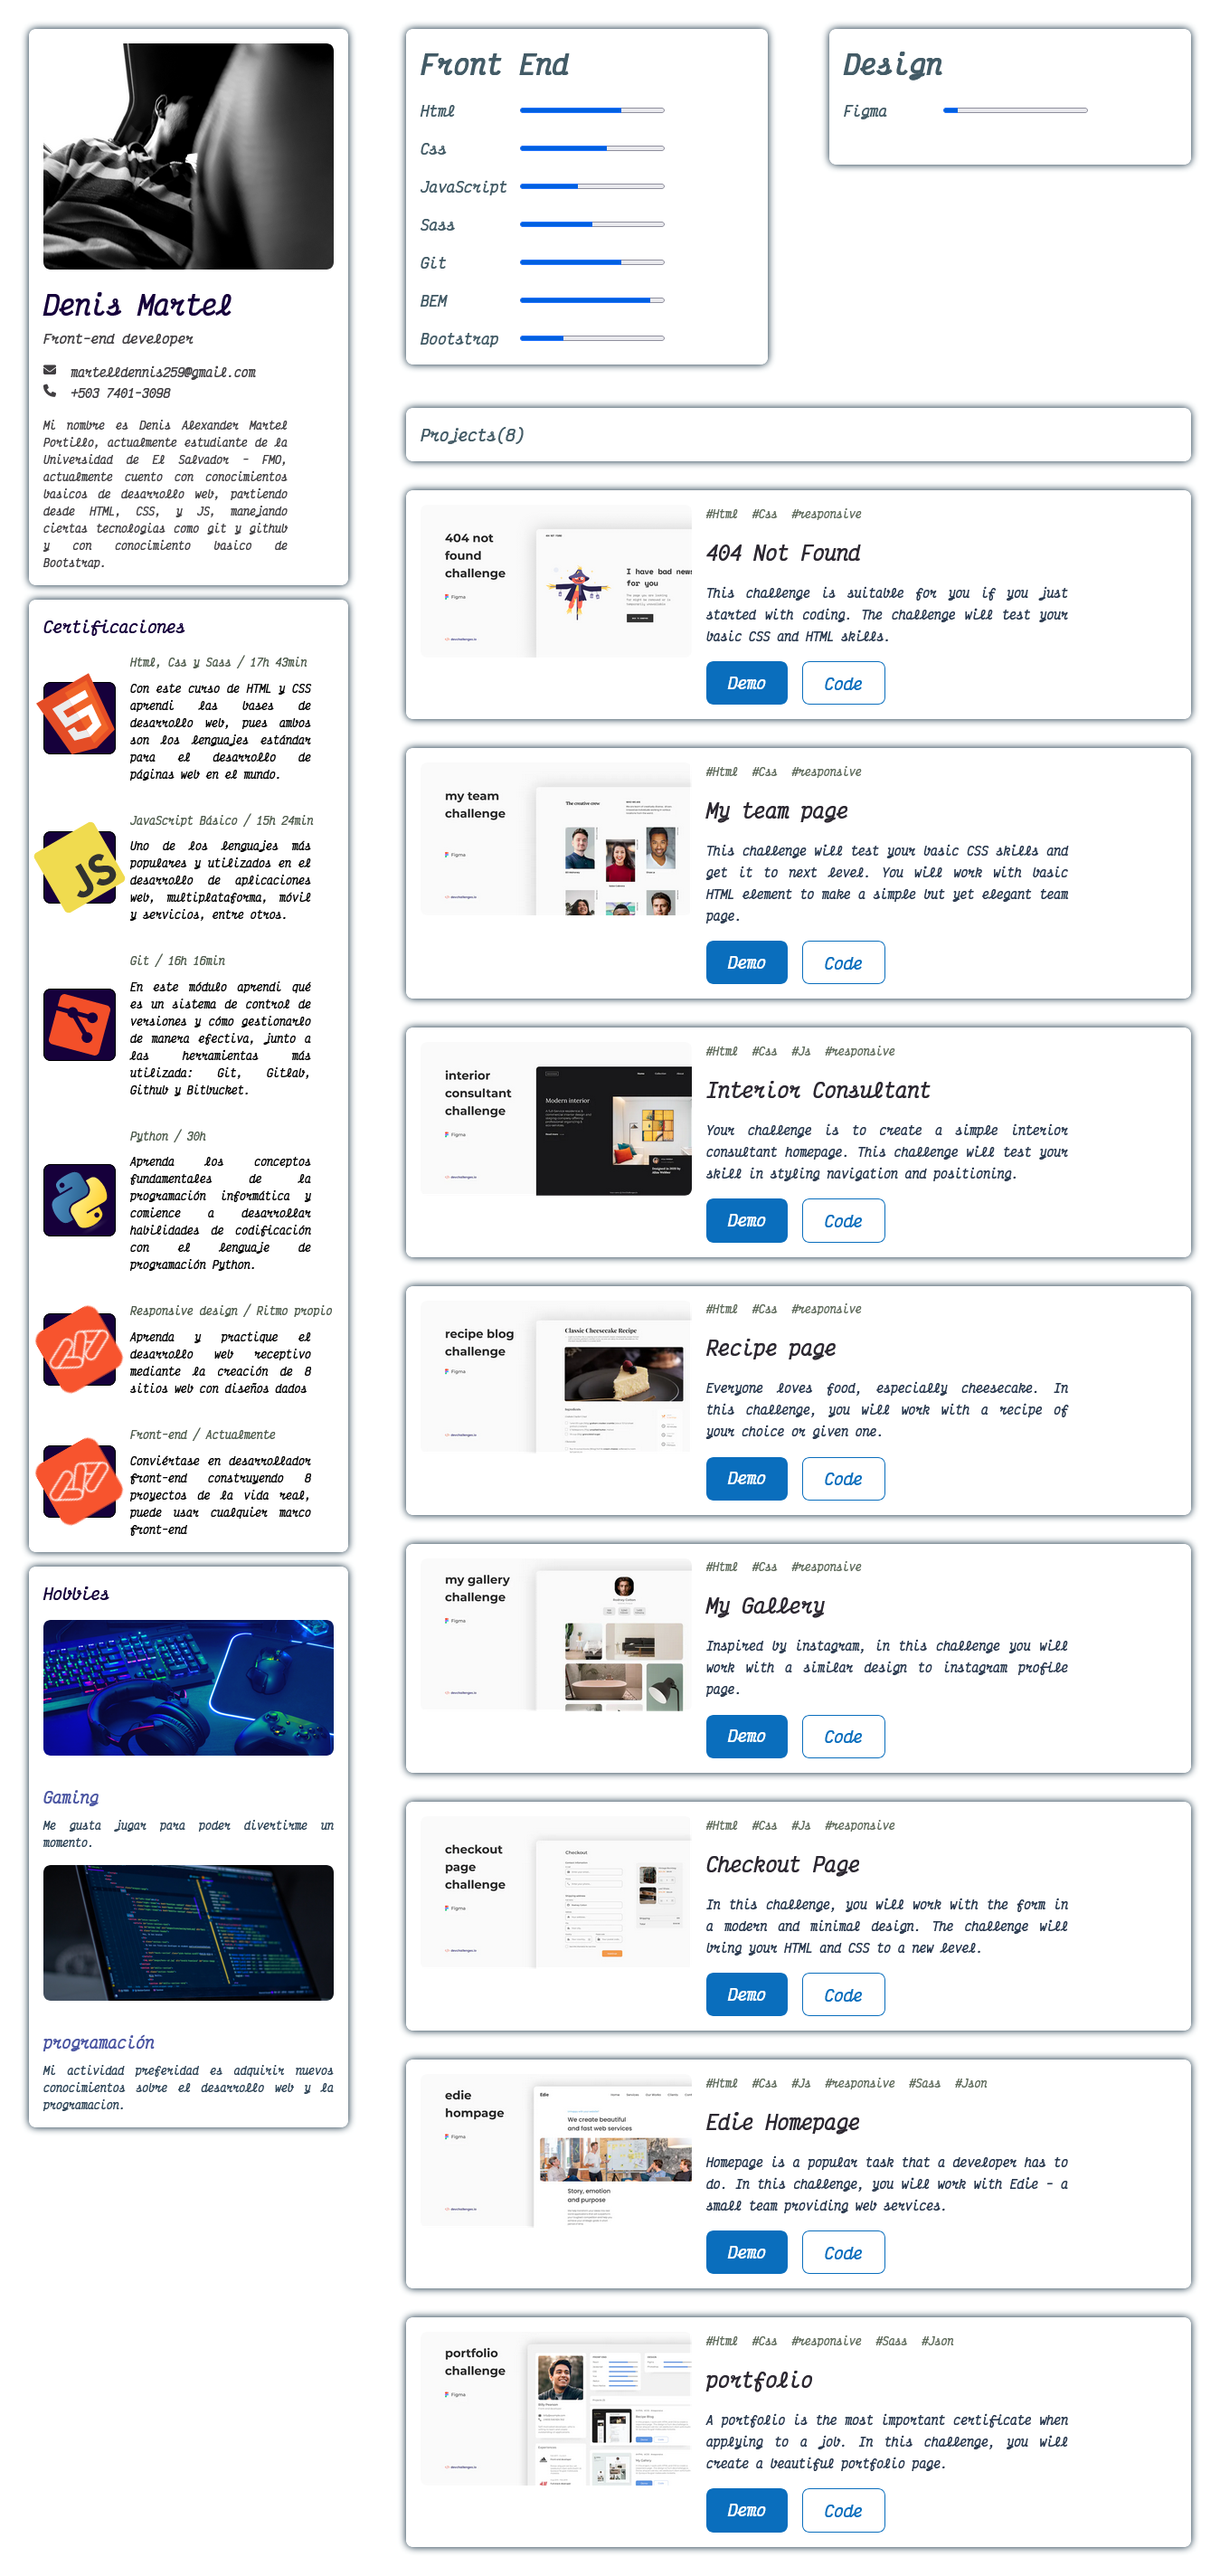 Denis Martel
Front-end developer
martelldennis259@gmail.com
+503 7401-3098
Mi nombre es Denis Alexander Martel
Portillo, actualmente estudiante de la
Universidad de El Salvador - FMO,
actualmente cuento con conocimientos
basicos de desarrollo web, partiendo
desde HTML, CSS, y JS, manejando
ciertas tecnologias como git y github
y con conocimiento basico de
Bootstrap.
Certificaciones
Html, Css y Sass / 17h 43min
Con este curso de HTML y CSS
aprendi las bases de
desarrollo web, pues ambos
son los lenguajes estándar
para el desarrollo de
páginas web en el mundo.
JavaScript Básico / 15h 24min
JS
Uno de los lenguajes más
populares y utilizados en el
desarrollo de aplicaciones
web, multiplataforma, móvil
y servicios, entre otros.
Git / 16h 16min
En este módulo aprendi qué
es un sistema de control de
versiones y cómo gestionarlo
de manera efectiva, junto a
las herramientas más
utilizada: Git, Gitlab,
Github y Bitbucket.
Python / 30h
Aprenda los conceptos
fundamentales de la
programación informática y
comience a desarrollar
habilidades de codificación
con el lenguaje de
programación Python.
Responsive design / Ritmo propio
Aprenda y practique el
desarrollo web receptivo
mediante la creación de 8
sitios web con diseños dados
Front-end / Actualmente
Conviértase en desarrollador
front-end construyendo 8
proyectos de la vida real,
puede usar cualquier marco
front-end
Hobbies
Gaming
Me gusta jugar para poder divertirme un
momento.
programación
Mi actividad preferidad es adquirir nuevos
conocimientos sobre el desarrollo web y la
programacion.
Front End
Html
Css
JavaScript
Sass
Git
BEM
Bootstrap
Design
Figma
Projects(8)
404 not
found
challenge
Figma
devchallenges.io
I have bad news
for you
#Html #Css #responsive
404 Not Found
This challenge is suitable for you if you just
started with coding. The challenge will test your
basic CSS and HTML skills.
Demo Code
my team
challenge
Figma
devchallenges.io
The creative crew
#Html #Css #responsive
My team page
This challenge will test your basic CSS skills and
get it to next level. You will work with basic
HTML element to make a simple but yet elegant team
page.
Demo Code
interior
consultant
challenge
Figma
devchallenges.io
Modern interior
#Html #Css #Js #responsive
Interior Consultant
Your challenge is to create a simple interior
consultant homepage. This challenge will test your
skill in styling navigation and positioning.
Demo Code
recipe blog
challenge
Figma
devchallenges.io
Classic Cheesecake Recipe
#Html #Css #responsive
Recipe page
Everyone loves food, especially cheesecake. In
this challenge, you will work with a recipe of
your choice or given one.
Demo Code
my gallery
challenge
Figma
devchallenges.io
#Html #Css #responsive
My Gallery
Inspired by instagram, in this challenge you will
work with a similar design to instagram profile
page.
Demo Code
checkout
page
challenge
Figma
devchallenges.io
Checkout
#Html #Css #Js #responsive
Checkout Page
In this challenge, you will work with the form in
a modern and minimal design. The challenge will
bring your HTML and CSS to a new level.
Demo Code
edie
hompage
Figma
devchallenges.io
Edie
We create beautiful
and fast web services
Story, emotion
and purpose
#Html #Css #Js #responsive #Sass #Json
Edie Homepage
Homepage is a popular task that a developer has to
do. In this challenge, you will work with Edie - a
small team providing web services.
Demo Code
portfolio
challenge
Figma
devchallenges.io
#Html #Css #responsive #Sass #Json
portfolio
A portfolio is the most important certificate when
applying to a job. In this challenge, you will
create a beautiful portfolio page.
Demo Code